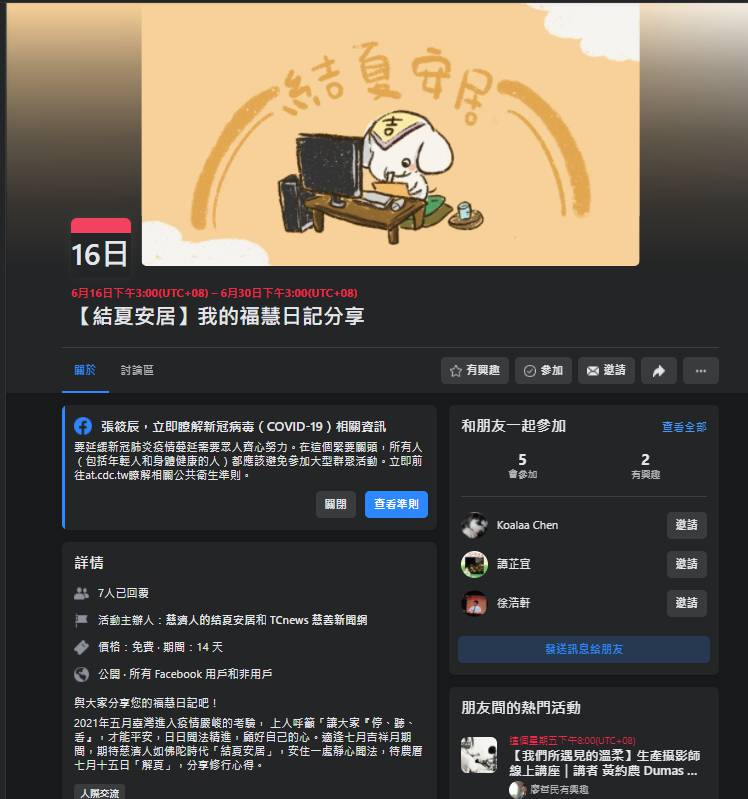 結夏安居
吉
16日
6月16日下午3:00(UTC+08) – 6月30日下午3:00(UTC+08)
【結夏安居】我的福慧日記分享
關於
討論區
有興趣
參加
邀請
張筱辰，立即瞭解新冠病毒（COVID-19）相關資訊
要延緩新冠肺炎疫情蔓延需要眾人齊心努力。在這個緊要關頭，所有人
（包括年輕人和身體健康的人）都應該避免參加大型群聚活動。立即前
往at.cdc.tw瞭解相關公共衛生準則。
關閉
查看準則
詳情
7人已回覆
活動主辦人：慈濟人的結夏安居和 TCnews 慈善新聞網
價格：免費 · 期間：14 天
公開 · 所有 Facebook 用戶和非用戶
與大家分享您的福慧日記吧！
2021年五月臺灣進入疫情嚴峻的考驗， 上人呼籲「讓大家『停、聽、
看』，才能平安，日日聞法精進，顧好自己的心。適逢七月吉祥月期
間，期待慈濟人如佛陀時代「結夏安居」，安住一處靜心聞法，待農曆
七月十五日「解夏」，分享修行心得。
人際交流
和朋友一起參加
查看全部
5
會參加
2
有興趣
Koalaa Chen
邀請
譚芷宜
邀請
徐浩軒
邀請
發送訊息給朋友
朋友間的熱門活動
這個星期五下午8:00(UTC+08)
【我們所遇見的溫柔】生產攝影師
線上講座｜講者 黃約農 Dumas ...
廖哲民有興趣